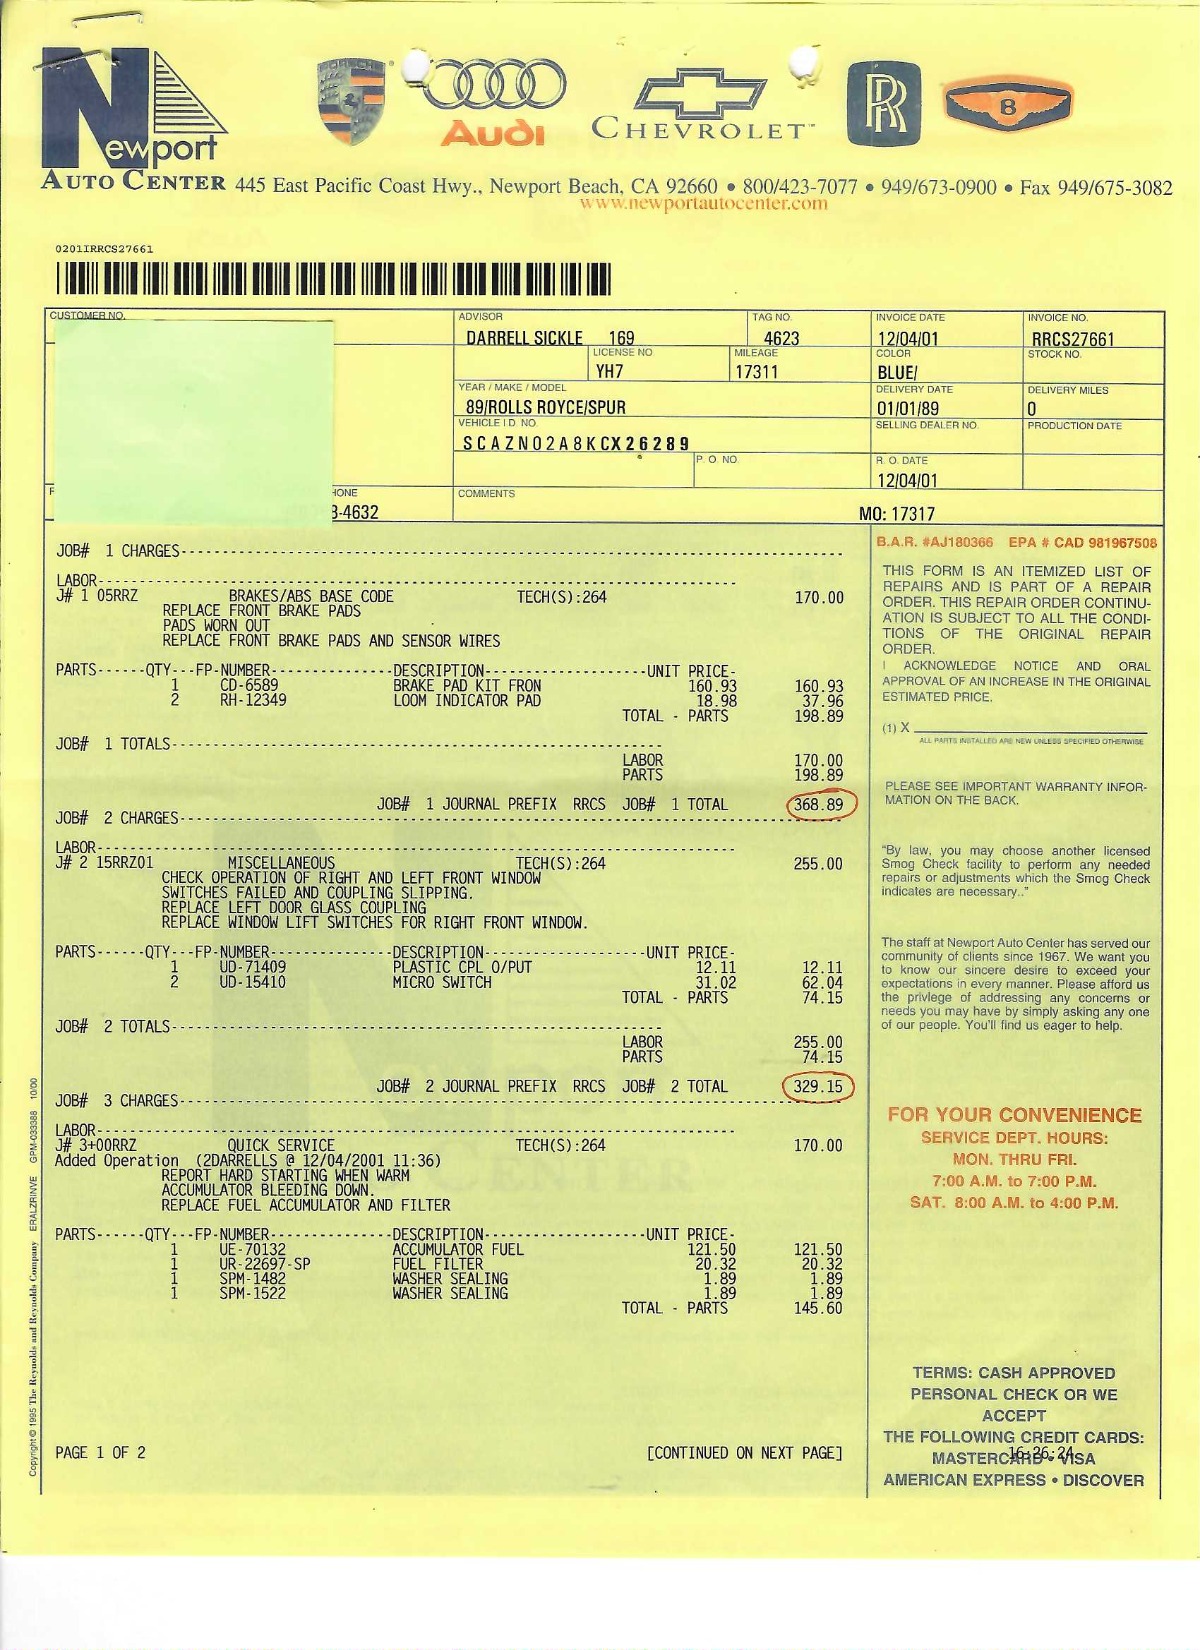 Newport
AUTO CENTER 445 East Pacific Coast Hwy., Newport Beach, CA 92660 • 800/423-7077 • 949/673-0900 • Fax 949/675-3082
www.newportautocenter.com
PORSCHE
Audi
CHEVROLET™
RR
B
0201IRRCS27661
CUSTOMER NO.
ADVISOR
DARRELL SICKLE 169
TAG NO.
4623
INVOICE DATE
12/04/01
INVOICE NO.
RRCS27661
LICENSE NO
YH7
MILEAGE
17311
COLOR
BLUE/
STOCK NO.
YEAR / MAKE / MODEL
89/ROLLS ROYCE/SPUR
DELIVERY DATE
01/01/89
DELIVERY MILES
0
VEHICLE I.D. NO.
SCAZN02A8KCX26289
SELLING DEALER NO.
PRODUCTION DATE
P. O NO.
R. O. DATE
12/04/01
HONE
3-4632
COMMENTS
MO: 17317
JOB# 1 CHARGES
LABOR
J# 1 05RRZ BRAKES/ABS BASE CODE TECH(S):264 170.00
REPLACE FRONT BRAKE PADS
PADS WORN OUT
REPLACE FRONT BRAKE PADS AND SENSOR WIRES
PARTS------QTY---FP-NUMBER-------------DESCRIPTION--------------------UNIT PRICE-
1 CD-6589 BRAKE PAD KIT FRON 160.93 160.93
2 RH-12349 LOOM INDICATOR PAD 18.98 37.96
TOTAL - PARTS 198.89
JOB# 1 TOTALS
LABOR 170.00
PARTS 198.89
JOB# 1 JOURNAL PREFIX RRCS JOB# 1 TOTAL 368.89
JOB# 2 CHARGES
LABOR
J# 2 15RRZ01 MISCELLANEOUS TECH(S):264 255.00
CHECK OPERATION OF RIGHT AND LEFT FRONT WINDOW
SWITCHES FAILED AND COUPLING SLIPPING.
REPLACE LEFT DOOR GLASS COUPLING
REPLACE WINDOW LIFT SWITCHES FOR RIGHT FRONT WINDOW.
PARTS------QTY---FP-NUMBER-------------DESCRIPTION--------------------UNIT PRICE-
1 UD-71409 PLASTIC CPL O/PUT 12.11 12.11
2 UD-15410 MICRO SWITCH 31.02 62.04
TOTAL - PARTS 74.15
JOB# 2 TOTALS
LABOR 255.00
PARTS 74.15
JOB# 2 JOURNAL PREFIX RRCS JOB# 2 TOTAL 329.15
JOB# 3 CHARGES
LABOR
J# 3+00RRZ QUICK SERVICE TECH(S):264 170.00
Added Operation (2DARRELLS @ 12/04/2001 11:36)
REPORT HARD STARTING WHEN WARM
ACCUMULATOR BLEEDING DOWN.
REPLACE FUEL ACCUMULATOR AND FILTER
PARTS------QTY---FP-NUMBER-------------DESCRIPTION--------------------UNIT PRICE-
1 UE-70132 ACCUMULATOR FUEL 121.50 121.50
1 UR-22697-SP FUEL FILTER 20.32 20.32
1 SPM-1482 WASHER SEALING 1.89 1.89
1 SPM-1522 WASHER SEALING 1.89 1.89
TOTAL - PARTS 145.60
PAGE 1 OF 2 [CONTINUED ON NEXT PAGE] 16:26:24
B.A.R. #AJ180366 EPA # CAD 981967508
THIS FORM IS AN ITEMIZED LIST OF
REPAIRS AND IS PART OF A REPAIR
ORDER. THIS REPAIR ORDER CONTINU-
ATION IS SUBJECT TO ALL THE CONDI-
TIONS OF THE ORIGINAL REPAIR
ORDER.
I ACKNOWLEDGE NOTICE AND ORAL
APPROVAL OF AN INCREASE IN THE ORIGINAL
ESTIMATED PRICE.
(1) X
ALL PARTS INSTALLED ARE NEW UNLESS SPECIFIED OTHERWISE
PLEASE SEE IMPORTANT WARRANTY INFOR-
MATION ON THE BACK.
"By law, you may choose another licensed
Smog Check facility to perform any needed
repairs or adjustments which the Smog Check
indicates are necessary.."
The staff at Newport Auto Center has served our
community of clients since 1967. We want you
to know our sincere desire to exceed your
expectations in every manner. Please afford us
the privlege of addressing any concerns or
needs you may have by simply asking any one
of our people. You'll find us eager to help.
FOR YOUR CONVENIENCE
SERVICE DEPT. HOURS:
MON. THRU FRI.
7:00 A.M. to 7:00 P.M.
SAT. 8:00 A.M. to 4:00 P.M.
TERMS: CASH APPROVED
PERSONAL CHECK OR WE
ACCEPT
THE FOLLOWING CREDIT CARDS:
MASTERCARD • VISA
AMERICAN EXPRESS • DISCOVER
Copyright © 1995 The Reynolds and Reynolds Company ERALZRINVE GPM-033388 10/00